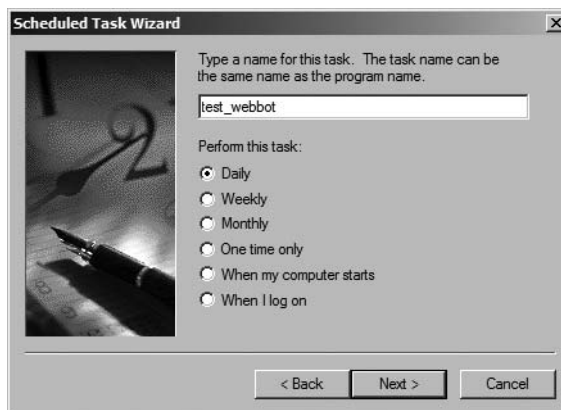 Scheduled Task Wizard
Type a name for this task. The task name can be
the same name as the program name.
test_webbot
Perform this task:
Daily
Weekly
Monthly
One time only
When my computer starts
When I log on
< Back
Next >
Cancel